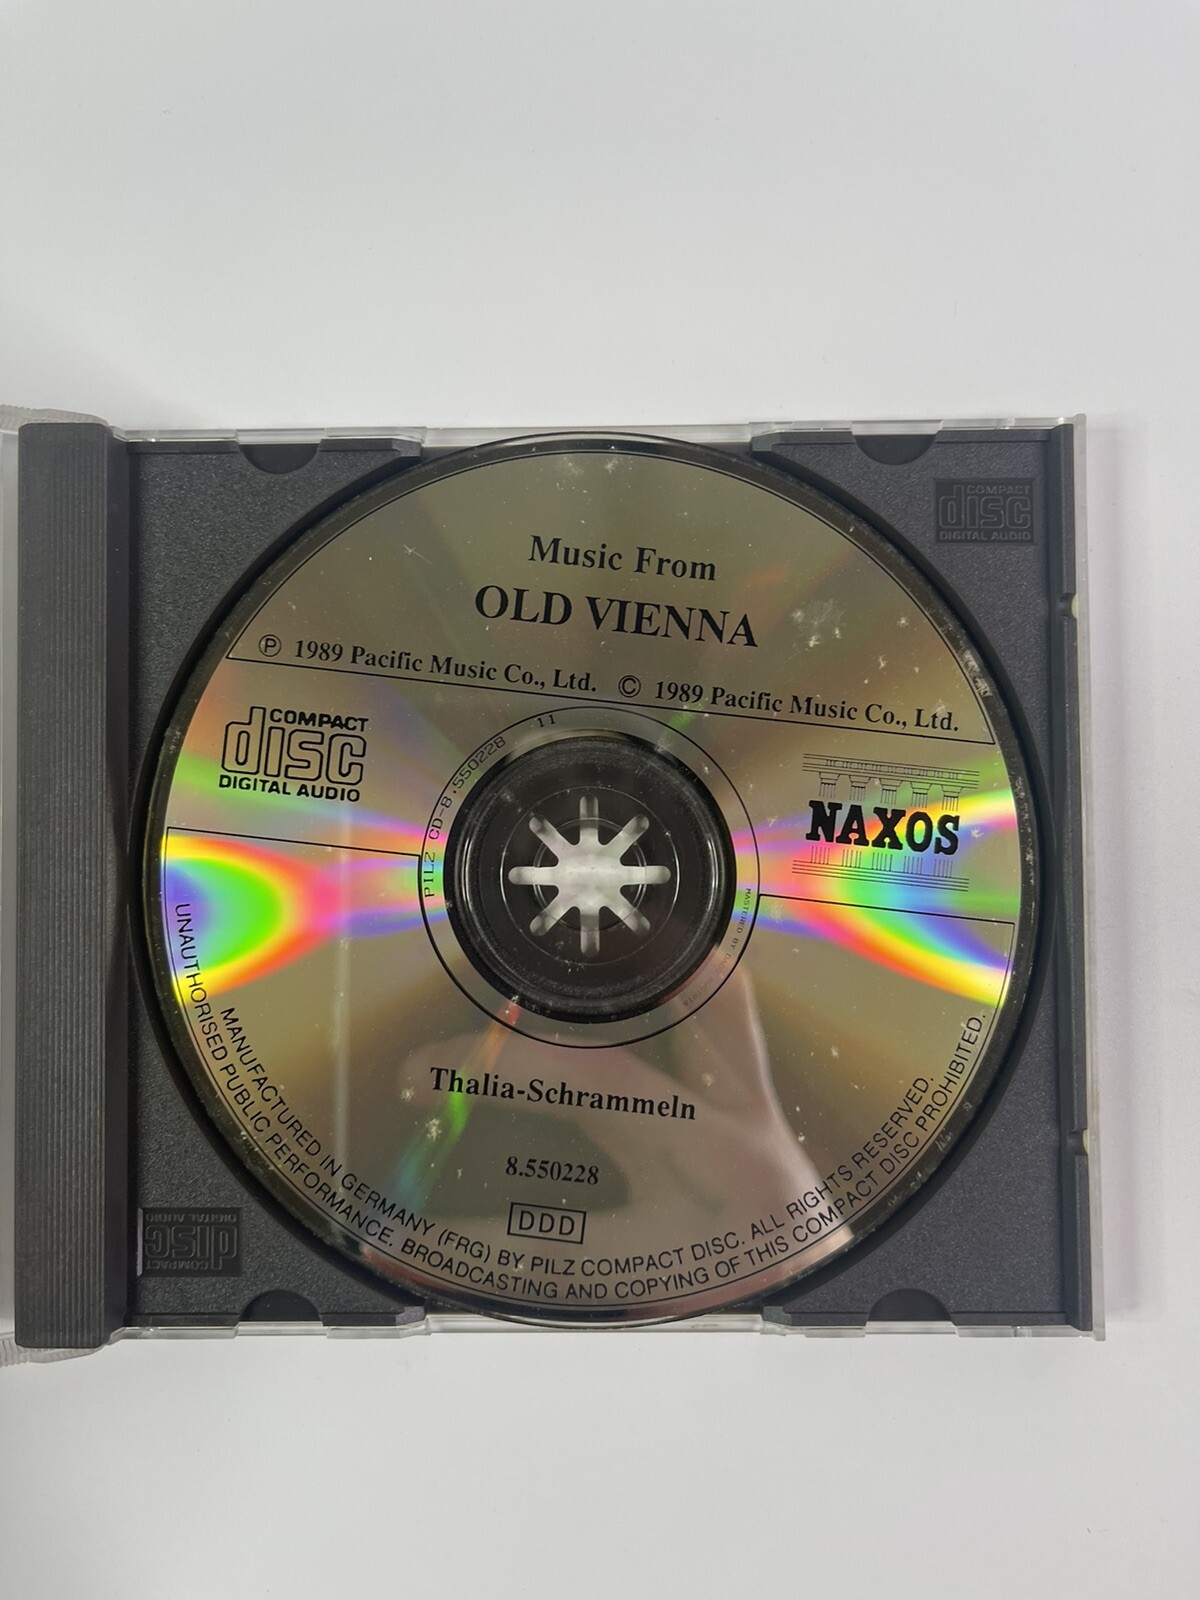 Music From
OLD VIENNA
℗ 1989 Pacific Music Co., Ltd. © 1989 Pacific Music Co., Ltd.
COMPACT
disc
DIGITAL AUDIO
NAXOS
PILZ CD-8.550228 11
MASTERED BY
Thalia-Schrammeln
8.550228
DDD
MANUFACTURED IN GERMANY (FRG) BY PILZ COMPACT DISC. ALL RIGHTS RESERVED.
UNAUTHORISED PUBLIC PERFORMANCE. BROADCASTING AND COPYING OF THIS COMPACT DISC PROHIBITED.
COMPACT
disc
DIGITAL AUDIO
COMPACT
disc
DIGITAL AUDIO